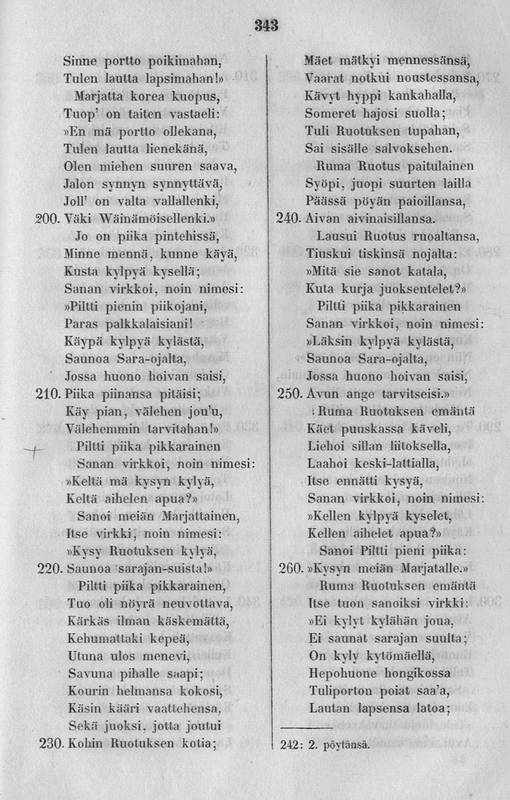 343
Sinne portto poikimahan,
Tulen lautta lapsimahan!»
Marjatta korea kuopus,
Tuop' on taiten vastaeli:
»En mä portto ollekana,
Tulen lautta lienekänä,
Olen miehen suuren saava,
Jalon synnyn synnyttävä,
Joll' on valta vallallenki,
200. Väki Wäinämöisellenki.»
Jo on piika pintehissä,
Minne mennä, kunne käyä,
Kusta kylpyä kysellä;
Sanan virkkoi, noin nimesi:
»Piltti pienin piikojani,
Paras palkkalaisiani!
Käypä kylpyä kylästä,
Saunoa Sara-ojalta,
Jossa huono hoivan saisi,
210. Piika piinansa pitäisi;
Käy pian, välehen jou'u,
Välehemmin tarvitahan!»
Piltti piika pikkarainen
Sanan virkkoi, noin nimesi:
»Keltä mä kysyn kylyä,
Keltä aihelen apua?»
Sanoi meiän Marjattainen,
Itse virkki, noin nimesi:
»Kysy Ruotuksen kylyä,
220. Saunoa sarajan-suista!»
Piltti piika pikkarainen,
Tuo oli nöyrä neuvottava,
Kärkäs ilman käskemättä,
Kehumattaki kepeä,
Utuna ulos menevi,
Savuna pihalle saapi;
Kourin helmansa kokosi,
Käsin kääri vaattehensa,
Sekä juoksi, jotta joutui
230. Kohin Ruotuksen kotia;
Mäet mätkyi mennessänsä,
Vaarat notkui noustessansa,
Kävyt hyppi kankahalla,
Someret hajosi suolla;
Tuli Ruotuksen tupahan,
Sai sisälle salvoksehen.
Ruma Ruotus paitulainen
Syöpi, juopi suurten lailla
Päässä pöyän paioillansa,
240. Aivan aivinaisillansa.
Lausui Ruotus ruoaltansa,
Tiuskui tiskinsä nojalta:
»Mitä sie sanot katala,
Kuta kurja juoksentelet?»
Piltti piika pikkarainen
Sanan virkkoi, noin nimesi:
»Läksin kylpyä kylästä,
Saunoa Sara-ojalta,
Jossa huono hoivan saisi,
250. Avun ange tarvitseisi.»
Ruma Ruotuksen emäntä
Käet puuskassa käveli,
Liehoi sillan liitoksella,
Laahoi keski-lattialla,
Itse ennätti kysyä,
Sanan virkkoi, noin nimesi:
»Kellen kylpyä kyselet,
Kellen aihelet apua?»
Sanoi Piltti pieni piika:
260. »Kysyn meiän Marjatalle.»
Ruma Ruotuksen emäntä
Itse tuon sanoiksi virkki:
»Ei kylyt kylähän joua,
Ei saunat sarajan suulta;
On kyly kytömäellä,
Hepohuone hongikossa
Tuliporton poiat saa'a,
Lautan lapsensa latoa;
242: 2. pöytänsä.